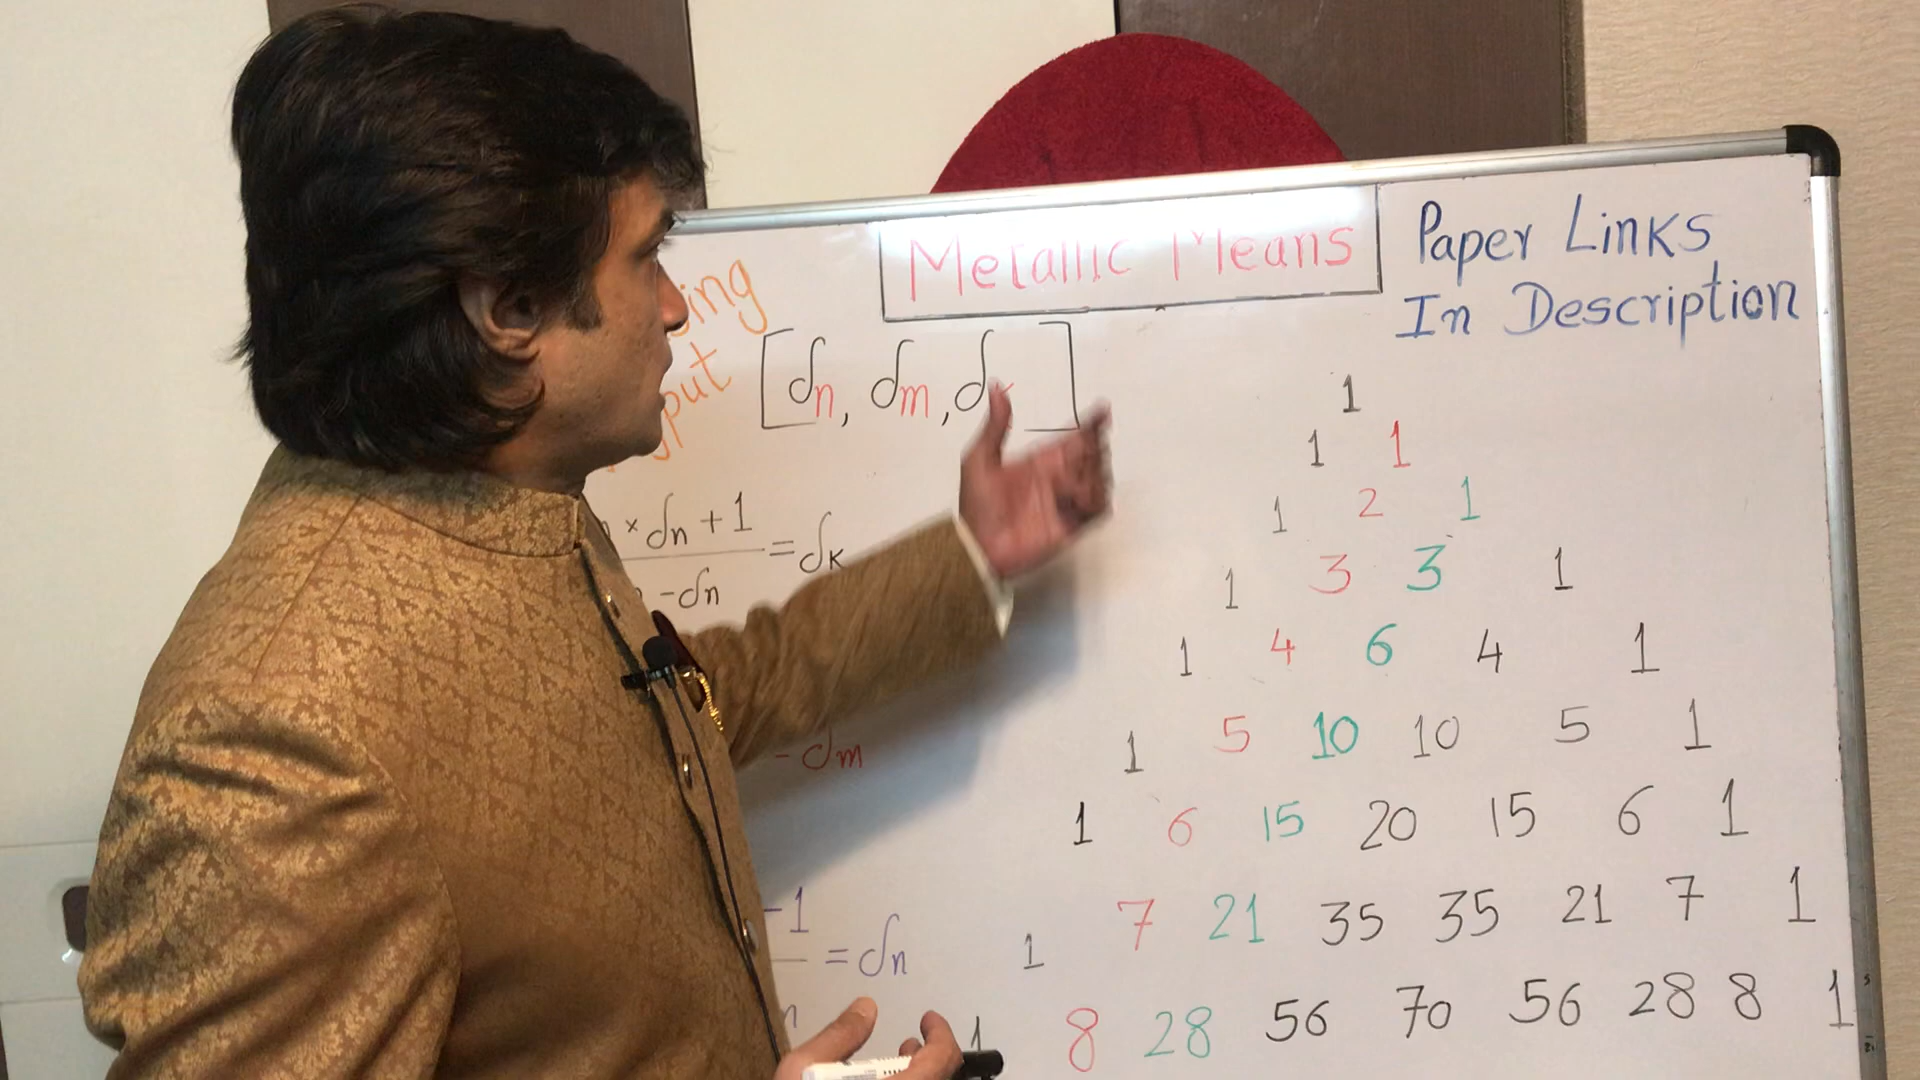 Metallic Means
Paper Links
In Description
[δn, δm, δ ]
× δn + 1
= δk
- δn
- δm
-1
= δn
n
1
1 1
1 2 1
1 3 3 1
1 4 6 4 1
1 5 10 10 5 1
1 6 15 20 15 6 1
1 7 21 35 35 21 7 1
1 8 28 56 70 56 28 8 1